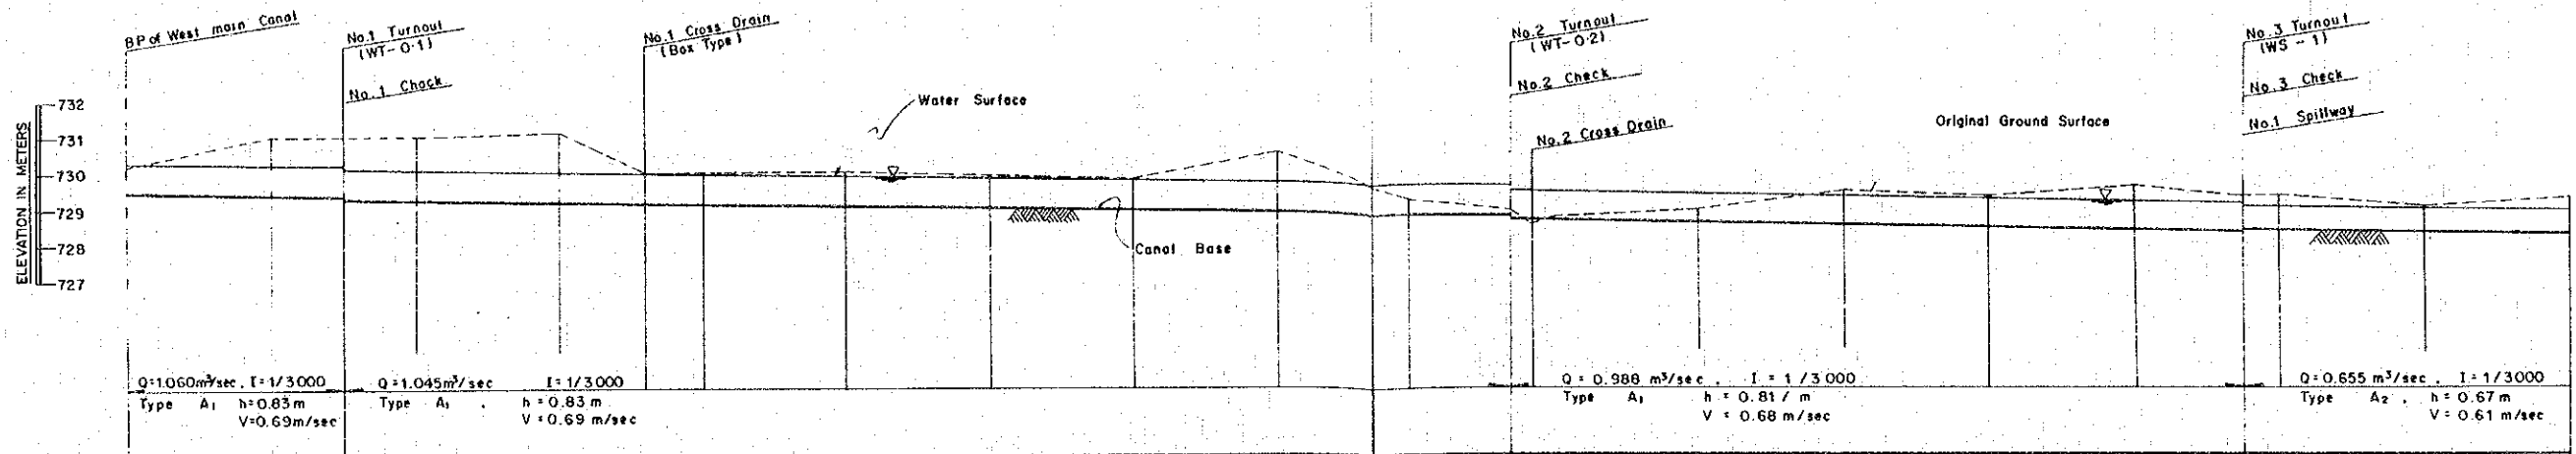 BP of West main Canal
No.1 Turnout
(WT-0.1)
No.1 Chack
No.1 Cross Drain
(Box Type)
Water Surface
Canal Base
No.2 Turnout
(WT-0.2)
No.2 Check
No.2 Cross Drain
Original Ground Surface
No.3 Turnout
(WS-1)
No.3 Check
No.1 Spillway
ELEVATION IN METERS
732
731
730
729
728
727
Q=1.060m³/sec, I=1/3000
Type A₁ h=0.83m
V=0.69m/sec
Q=1.045m³/sec I=1/3000
Type A₁, h=0.83m
V=0.69 m/sec
Q=0.988 m³/sec, I=1/3000
Type A₁ h=0.81/m
V=0.68 m/sec
Q=0.655 m³/sec, I=1/3000
Type A₂, h=0.67m
V=0.61 m/sec